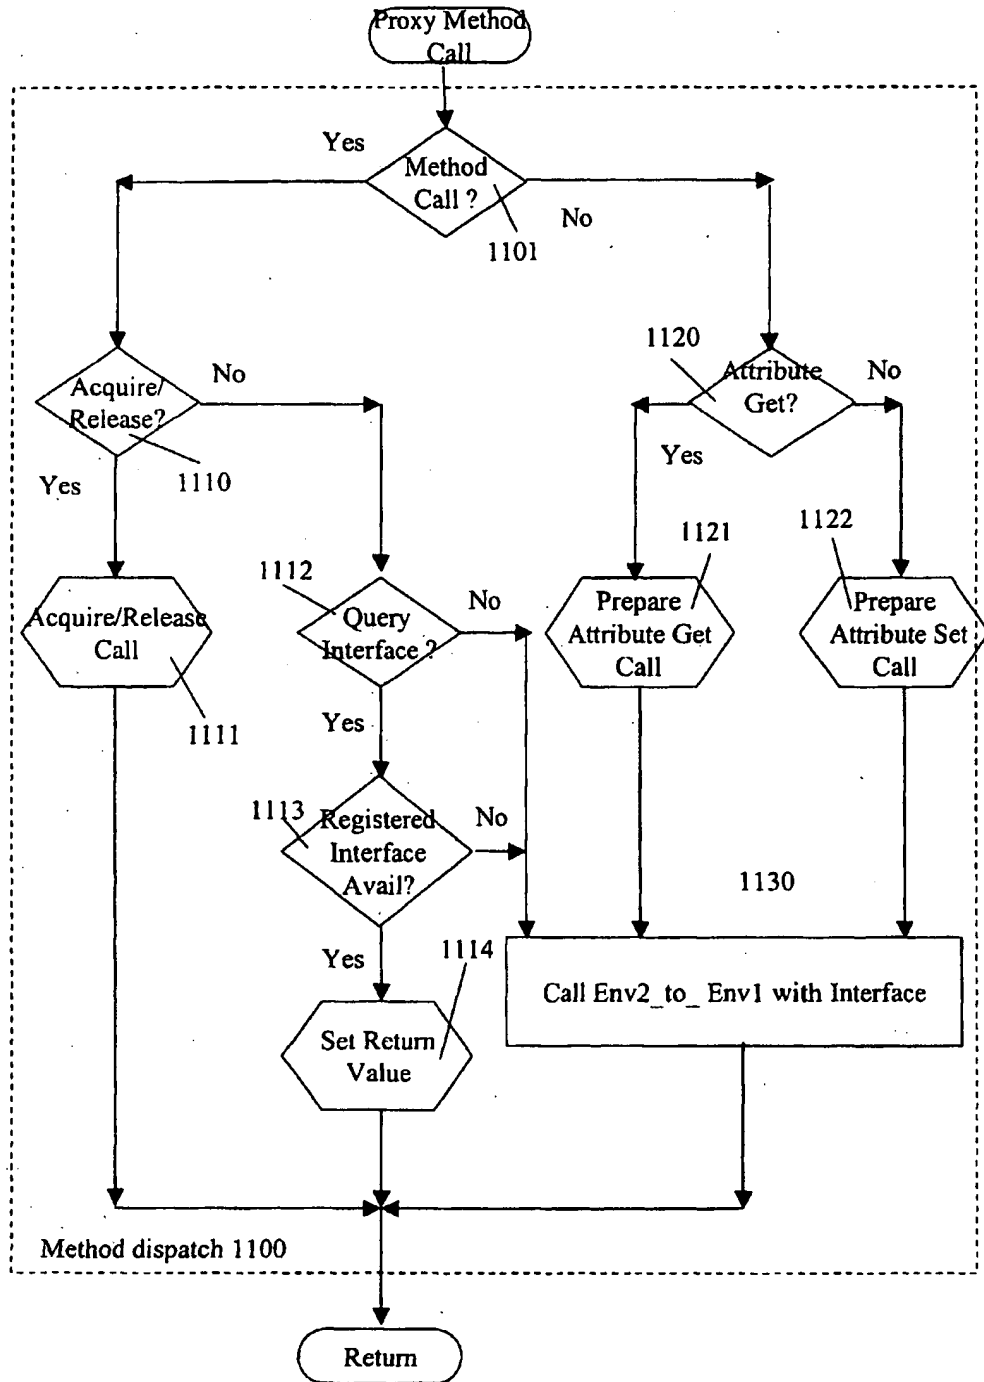 Proxy Method
Call
Yes
Method
Call ?
No
1101
1120
Acquire/
Release?
No
Attribute
Get?
No
Yes
1110
Yes
1121
1122
1112
Acquire/Release
Call
Query
Interface ?
No
Prepare
Attribute Get
Call
Prepare
Attribute Set
Call
1111
Yes
1113
Registered
Interface
Avail?
No
1130
Yes
1114
Call Env2_to_ Env1 with Interface
Set Return
Value
Method dispatch 1100
Return